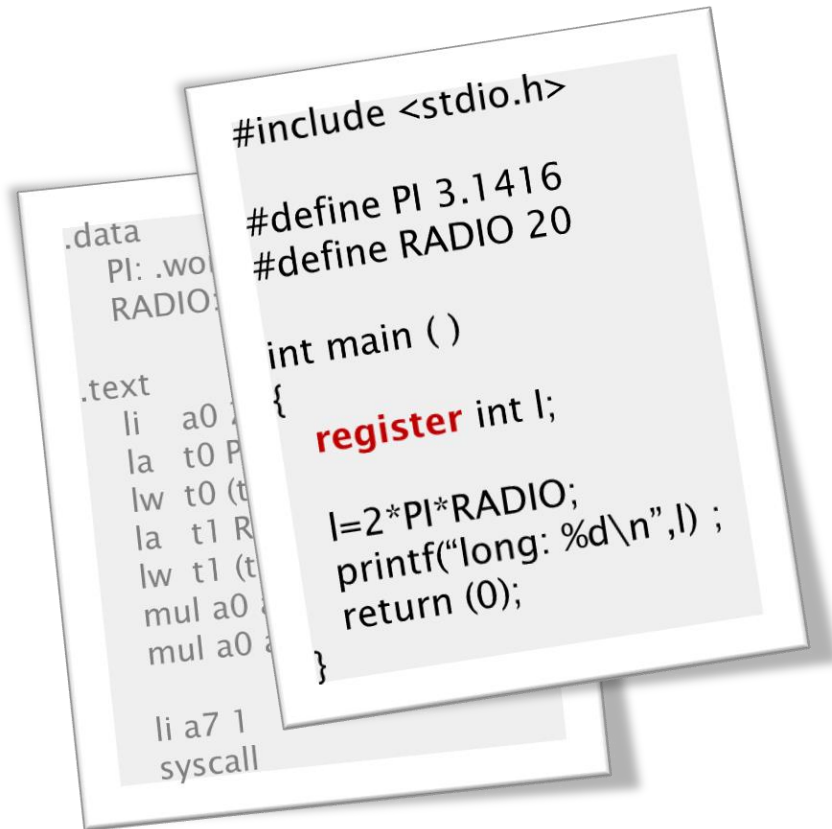 #include <stdio.h>
#define PI 3.1416
#define RADIO 20
int main ( )
{
register int l;
l=2*PI*RADIO;
printf(“long: %d\n”,l) ;
return (0);
}
.data
PI:
RADIO:
.text
li a0
la t0
lw t0
la t1
lw t1
mul a0
mul a0
li a7 1
syscall